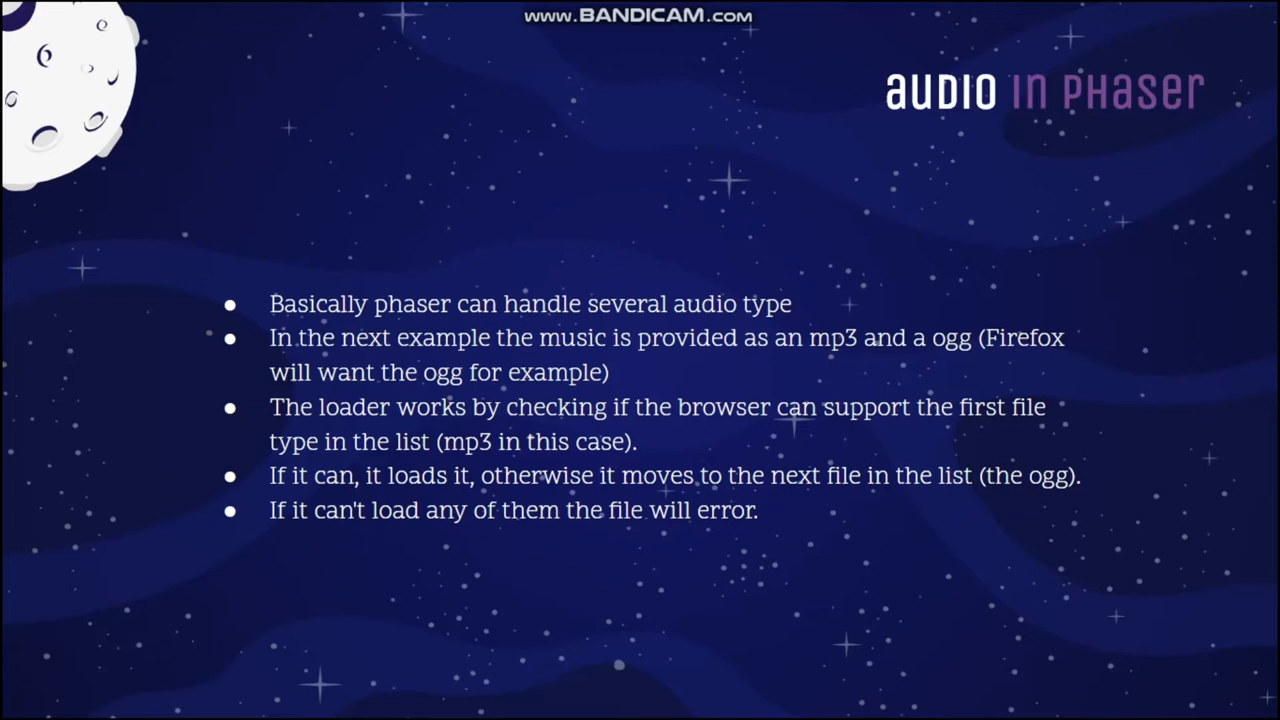 www.BANDICAM.com
AUDIO IN PHASER
● Basically phaser can handle several audio type
● In the next example the music is provided as an mp3 and a ogg (Firefox
will want the ogg for example)
● The loader works by checking if the browser can support the first file
type in the list (mp3 in this case).
● If it can, it loads it, otherwise it moves to the next file in the list (the ogg).
● If it can't load any of them the file will error.